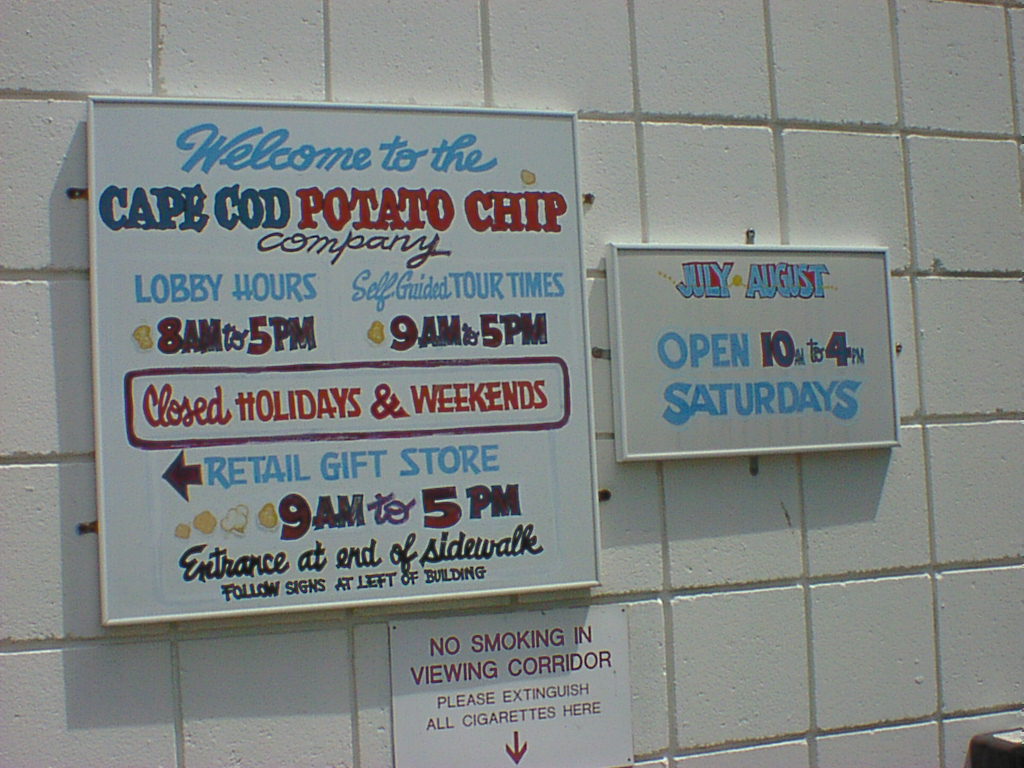 Welcome to the
CAPE COD POTATO CHIP
company
LOBBY HOURS
8AM to 5PM
Self Guided TOUR TIMES
9AM to 5PM
Closed HOLIDAYS & WEEKENDS
RETAIL GIFT STORE
9AM to 5 PM
Entrance at end of sidewalk
FOLLOW SIGNS AT LEFT OF BUILDING
JULY • AUGUST
OPEN 10AM to 4PM
SATURDAYS
NO SMOKING IN
VIEWING CORRIDOR
PLEASE EXTINGUISH
ALL CIGARETTES HERE